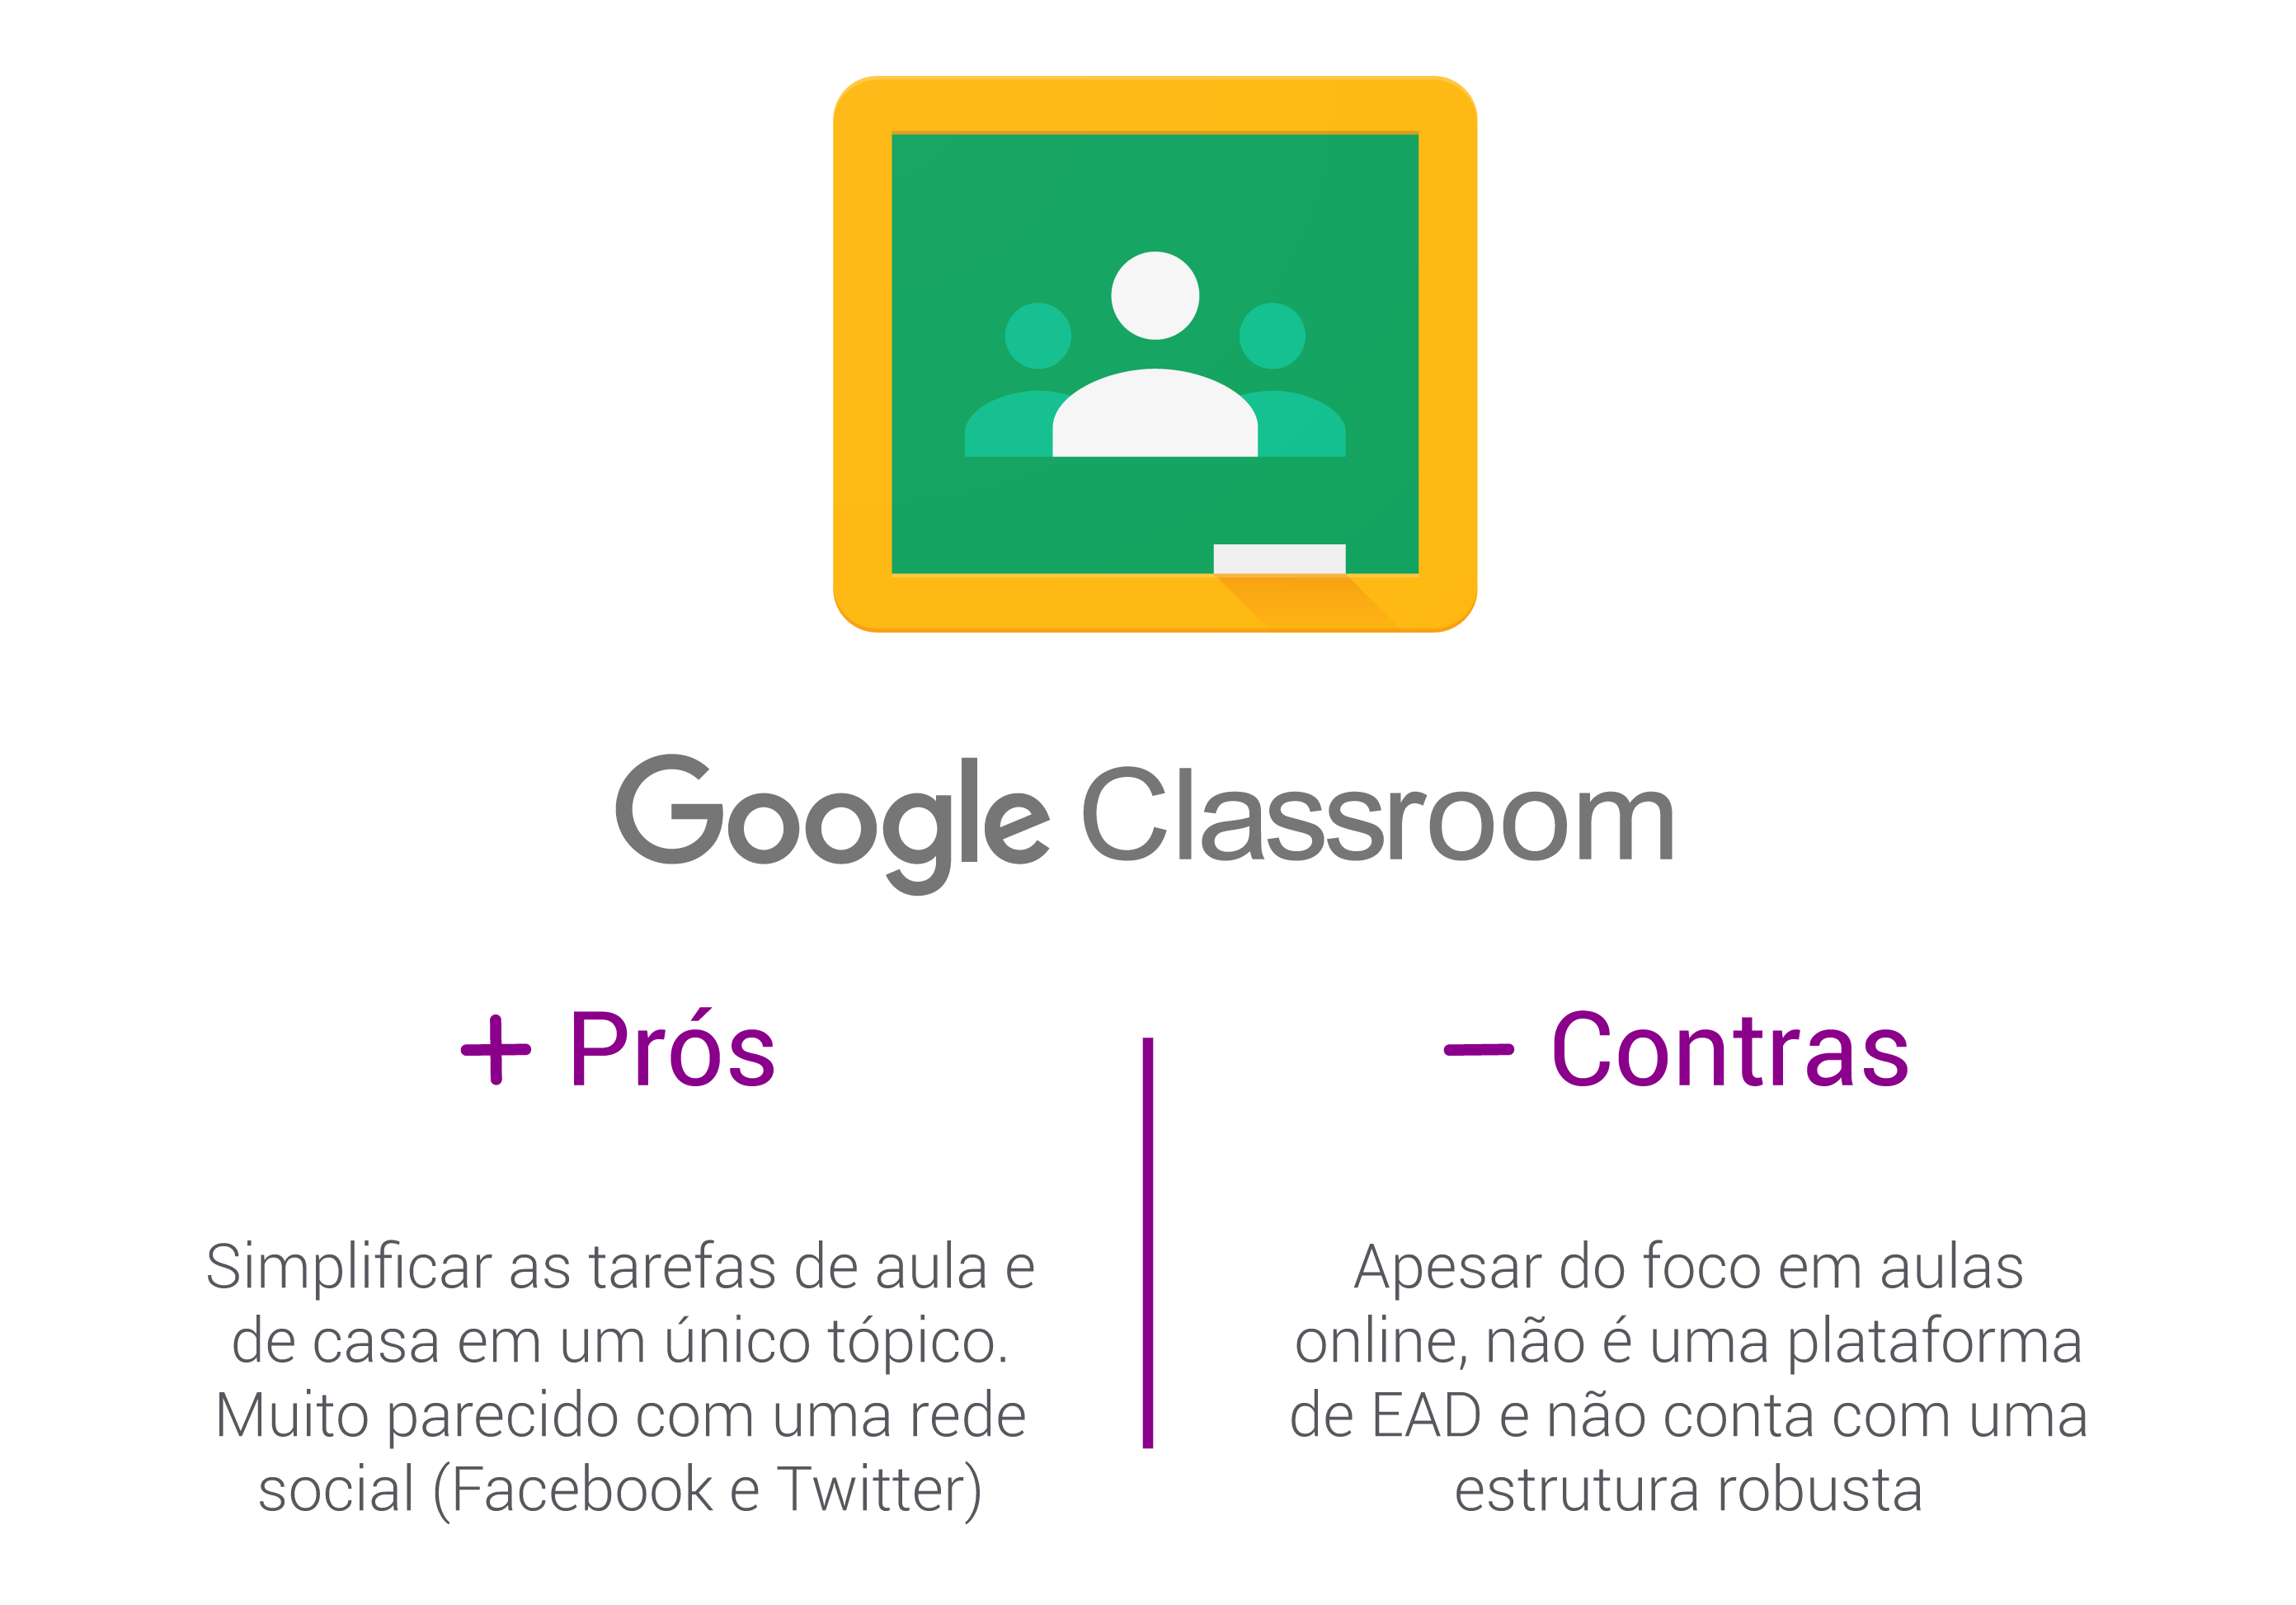 Google Classroom
+ Prós
Simplificar as tarefas de aula e
de casa em um único tópico.
Muito parecido com uma rede
social (Facebook e Twitter)
− Contras
Apesar do foco em aulas
online, não é uma plataforma
de EAD e não conta com uma
estrutura robusta